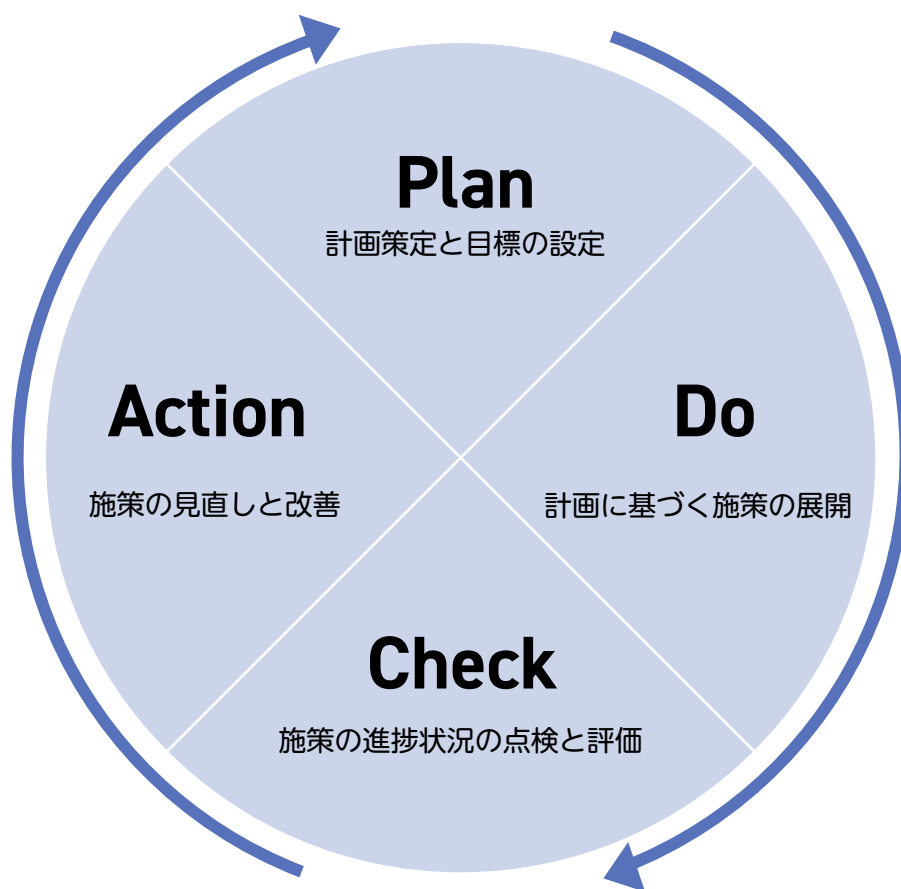 Plan
計画策定と目標の設定
Do
計画に基づく施策の展開
Check
施策の進捗状況の点検と評価
Action
施策の見直しと改善